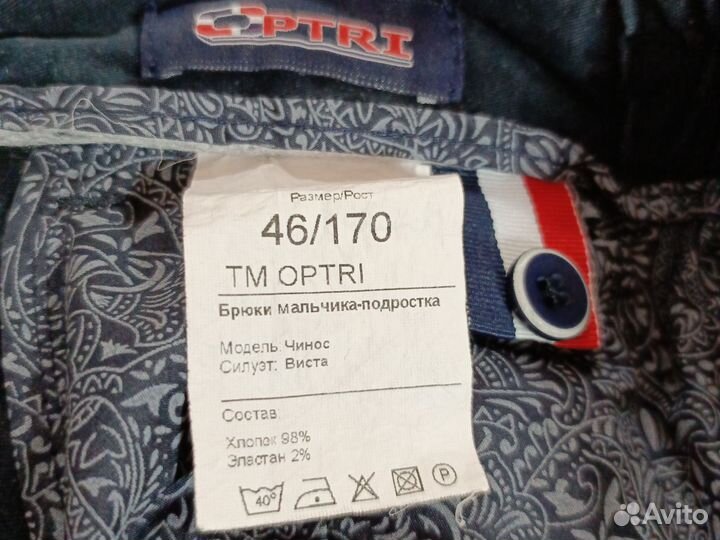 OPTRI
Размер/Рост
46/170
TM OPTRI
Брюки мальчика-подростка
Модель: Чинос
Силуэт: Виста
Состав:
Хлопок 98%
Эластан 2%
40°
P
Avito